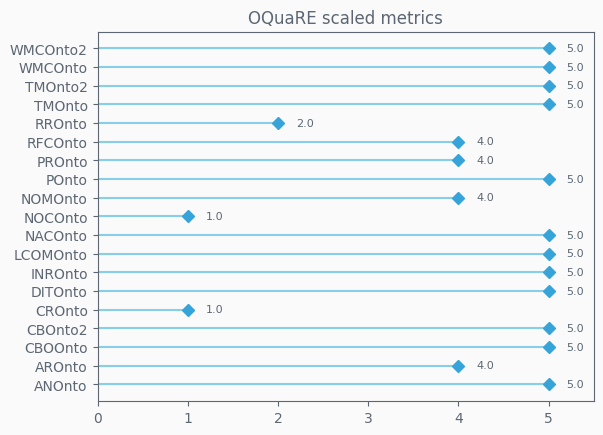 OQuaRE scaled metrics
WMCOnto2 5.0
WMCOnto 5.0
TMOnto2 5.0
TMOnto 5.0
RROnto 2.0
RFCOnto 4.0
PROnto 4.0
POnto 5.0
NOMOnto 4.0
NOCOnto 1.0
NACOnto 5.0
LCOMOnto 5.0
INROnto 5.0
DITOnto 5.0
CROnto 1.0
CBOnto2 5.0
CBOOnto 5.0
AROnto 4.0
ANOnto 5.0
0 1 2 3 4 5